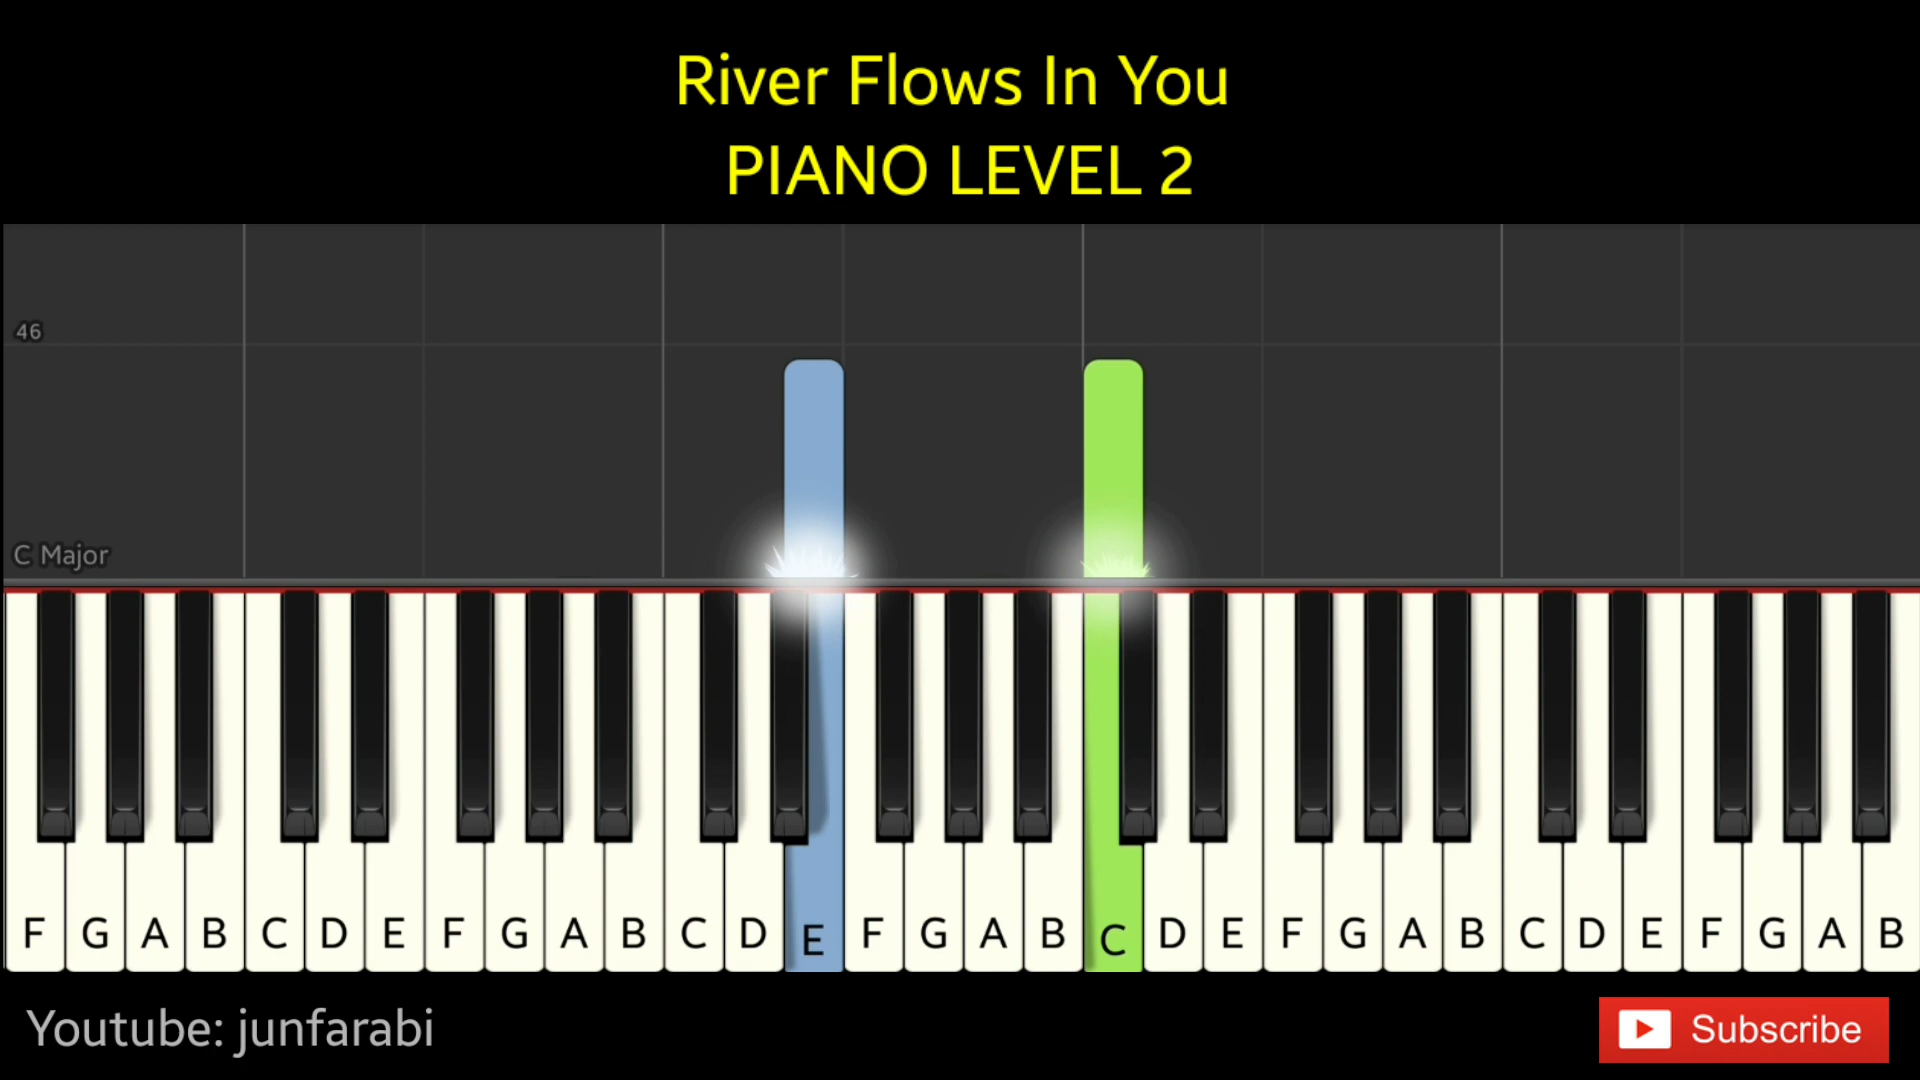 River Flows In You
PIANO LEVEL 2
46
C Major
F G A B C D E F G A B C D E F G A B C D E F G A B C D E F G A B
Youtube: junfarabi
Subscribe